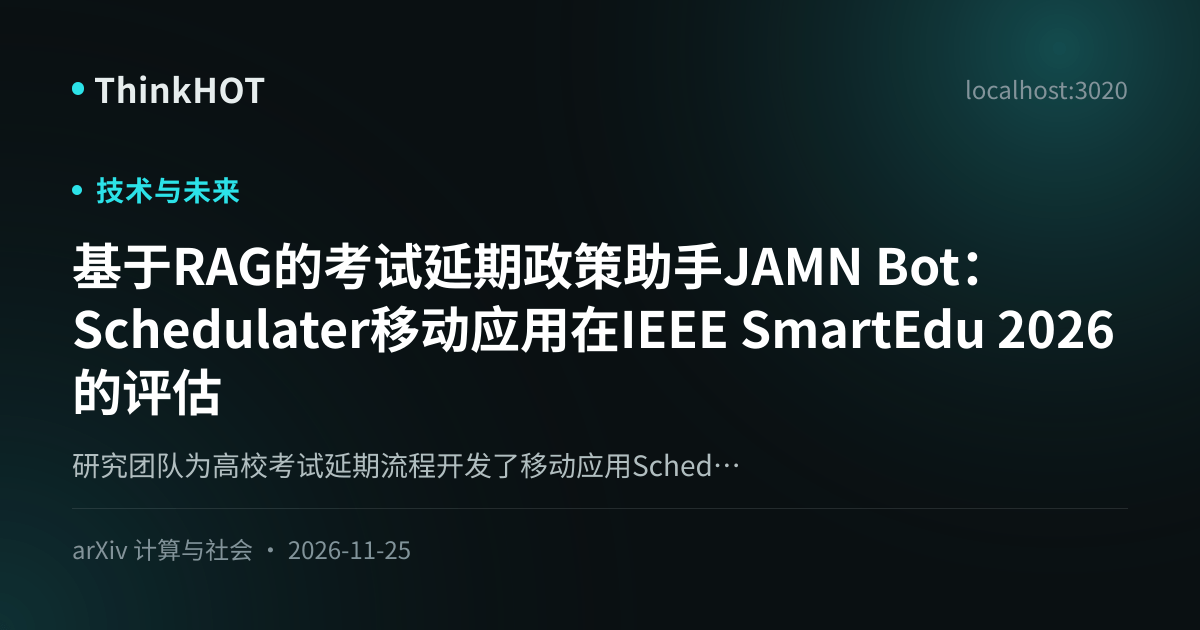 ThinkHOT
localhost:3020
技术与未来
基于RAG的考试延期政策助手JAMN Bot：
Schedulater移动应用在IEEE SmartEdu 2026
的评估
研究团队为高校考试延期流程开发了移动应用Sched…
arXiv 计算与社会 · 2026-11-25